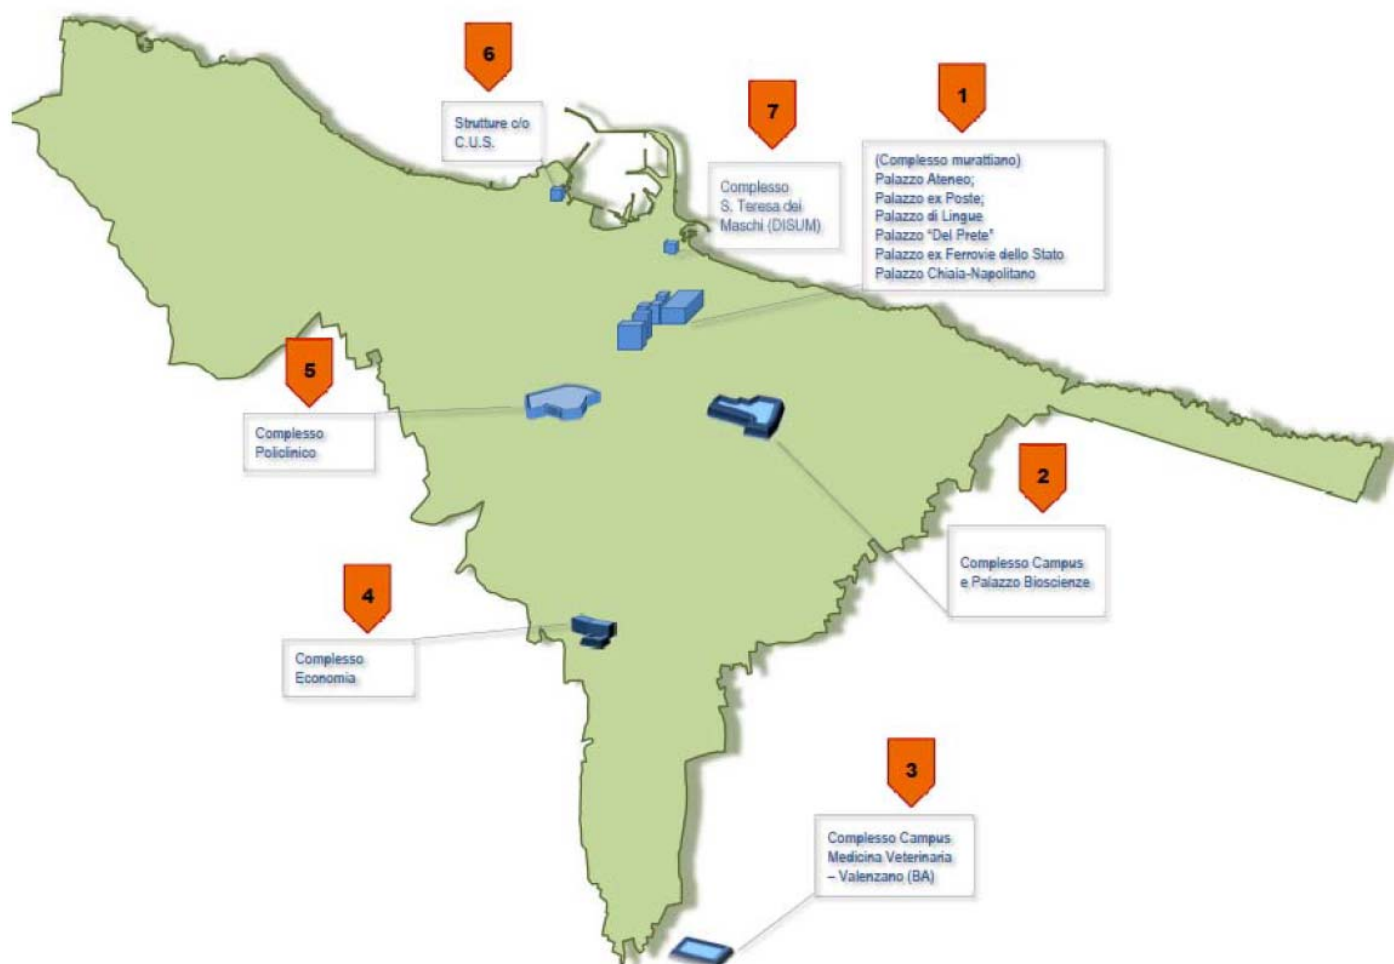 6
Strutture c/o
C.U.S.
7
Complesso
S. Teresa dei
Maschi (DISUM)
1
(Complesso murattiano)
Palazzo Ateneo;
Palazzo ex Poste;
Palazzo di Lingue
Palazzo "Del Prete"
Palazzo ex Ferrovie dello Stato
Palazzo Chiaia-Napolitano
5
Complesso
Policlinico
2
Complesso Campus
e Palazzo Bioscienze
4
Complesso
Economia
3
Complesso Campus
Medicina Veterinaria
– Valenzano (BA)